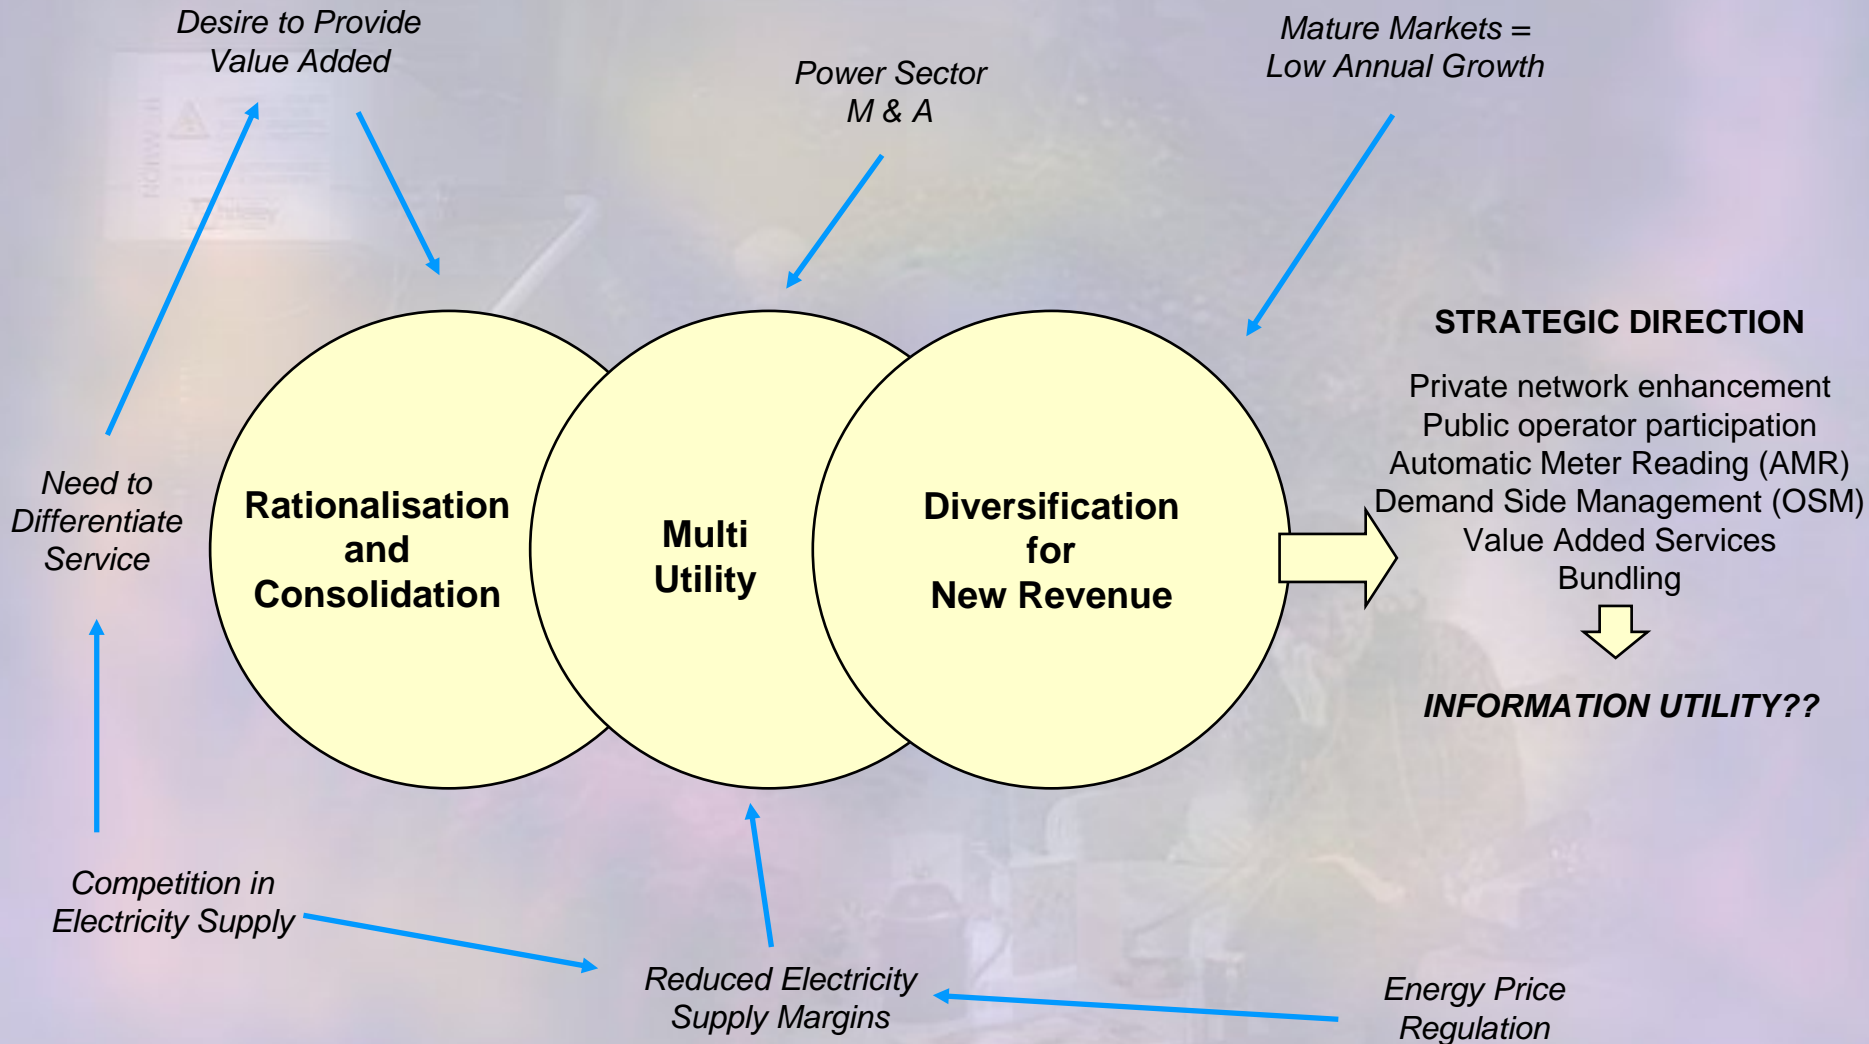 Desire to Provide
Value Added
Power Sector
M & A
Mature Markets =
Low Annual Growth
STRATEGIC DIRECTION
Private network enhancement
Public operator participation
Automatic Meter Reading (AMR)
Demand Side Management (OSM)
Value Added Services
Bundling
INFORMATION UTILITY??
Need to
Differentiate
Service
Rationalisation
and
Consolidation
Multi
Utility
Diversification
for
New Revenue
Competition in
Electricity Supply
Reduced Electricity
Supply Margins
Energy Price
Regulation